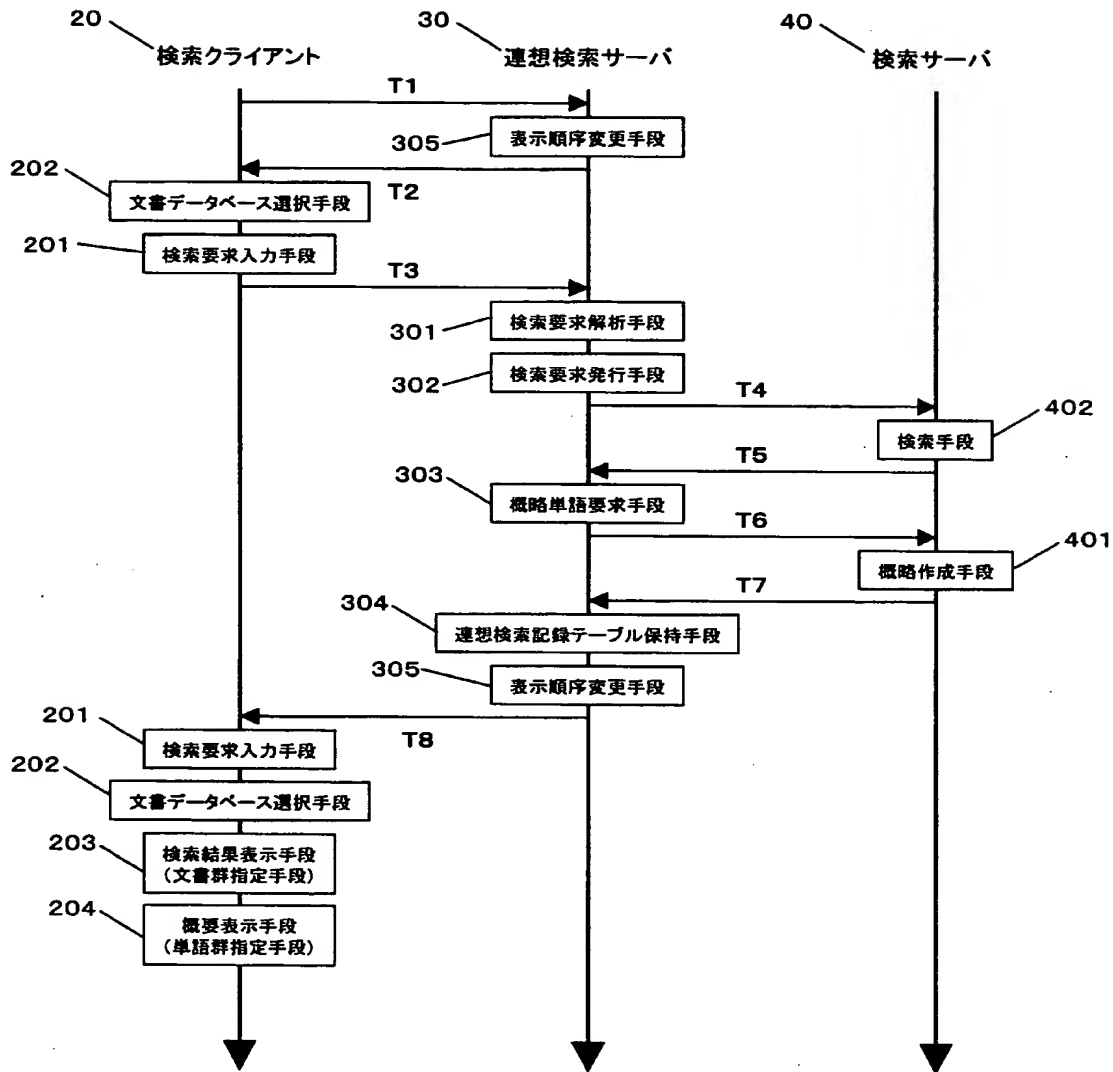 20
検索クライアント
30
連想検索サーバ
40
検索サーバ
T1
305
表示順序変更手段
202
T2
文書データベース選択手段
201
検索要求入力手段
T3
301
検索要求解析手段
302
検索要求発行手段
T4
402
検索手段
T5
303
概略単語要求手段
T6
401
概略作成手段
T7
304
連想検索記録テーブル保持手段
305
表示順序変更手段
201
T8
検索要求入力手段
202
文書データベース選択手段
203
検索結果表示手段
(文書群指定手段)
204
概要表示手段
(単語群指定手段)